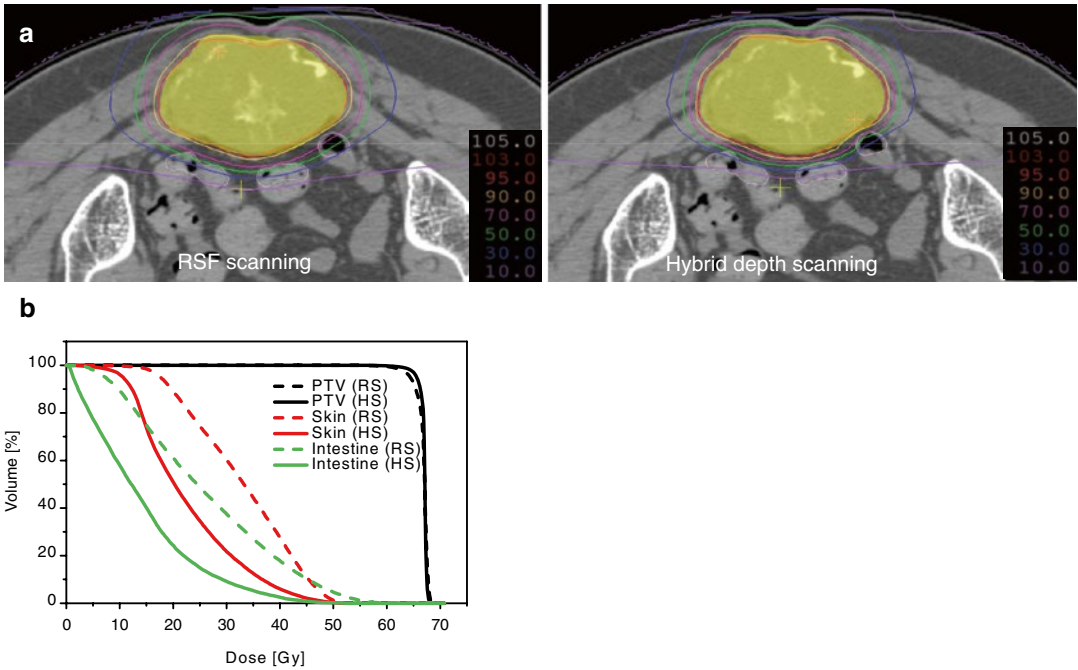 a
105.0
103.0
95.0
90.0
70.0
50.0
30.0
10.0
RSF scanning
105.0
103.0
95.0
90.0
70.0
50.0
30.0
10.0
Hybrid depth scanning
b
100
80
60
40
20
0
Volume [%]
PTV (RS)
PTV (HS)
Skin (RS)
Skin (HS)
Intestine (RS)
Intestine (HS)
0 10 20 30 40 50 60 70
Dose [Gy]